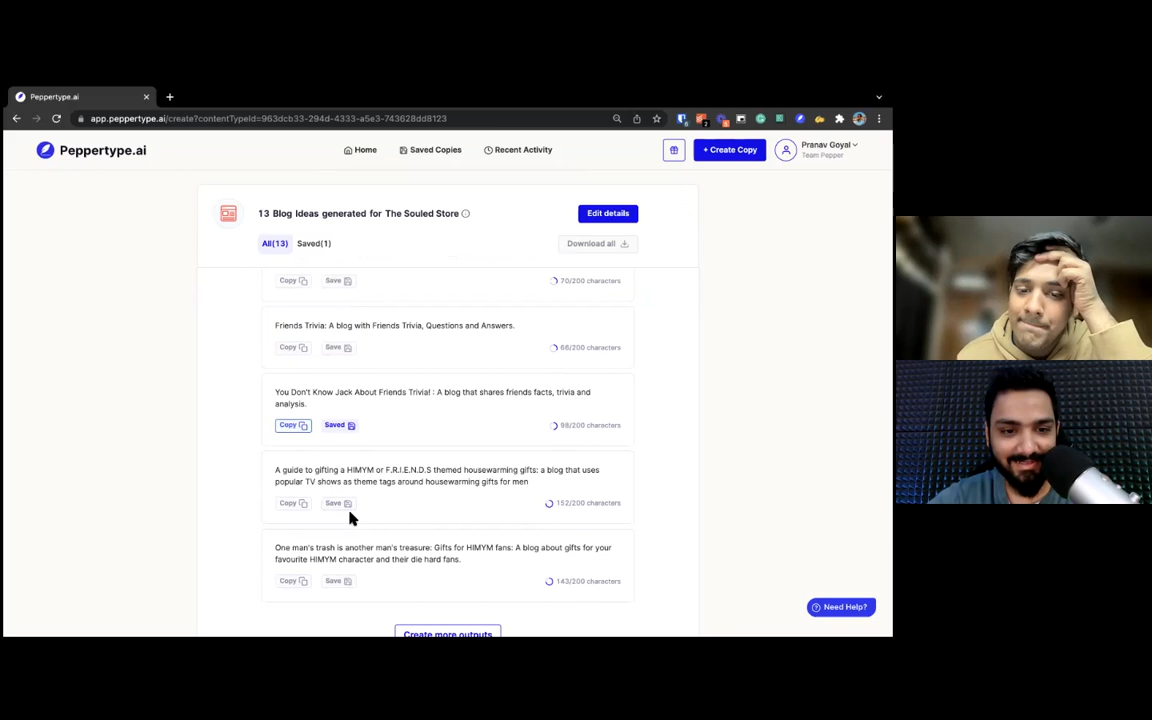 Peppertype.ai
app.peppertype.ai/create?contentTypeId=963dcb33-294d-4333-a5e3-743628dd8123
Peppertype.ai
Home
Saved Copies
Recent Activity
+ Create Copy
Pranav Goyal
Team Pepper
13 Blog Ideas generated for The Souled Store
Edit details
All(13)
Saved(1)
Download all
Copy
Save
70/200 characters
Friends Trivia: A blog with Friends Trivia, Questions and Answers.
Copy
Save
66/200 characters
You Don't Know Jack About Friends Trivia! : A blog that shares friends facts, trivia and
analysis.
Copy
Saved
98/200 characters
A guide to gifting a HIMYM or F.R.I.E.N.D.S themed housewarming gifts: a blog that uses
popular TV shows as theme tags around housewarming gifts for men
Copy
Save
152/200 characters
One man's trash is another man's treasure: Gifts for HIMYM fans: A blog about gifts for your
favourite HIMYM character and their die hard fans.
Copy
Save
143/200 characters
Create more outputs
Need Help?